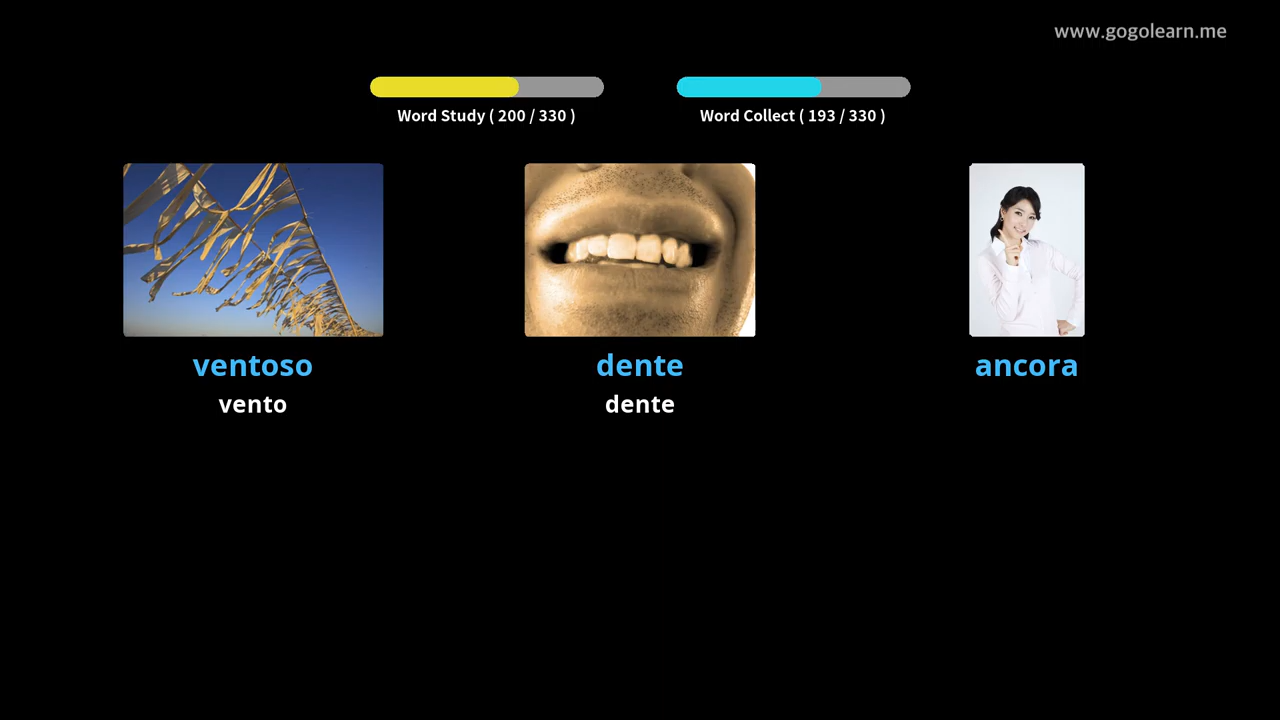 www.gogolearn.me
Word Study ( 200 / 330 )
Word Collect ( 193 / 330 )
ventoso
dente
ancora
vento
dente